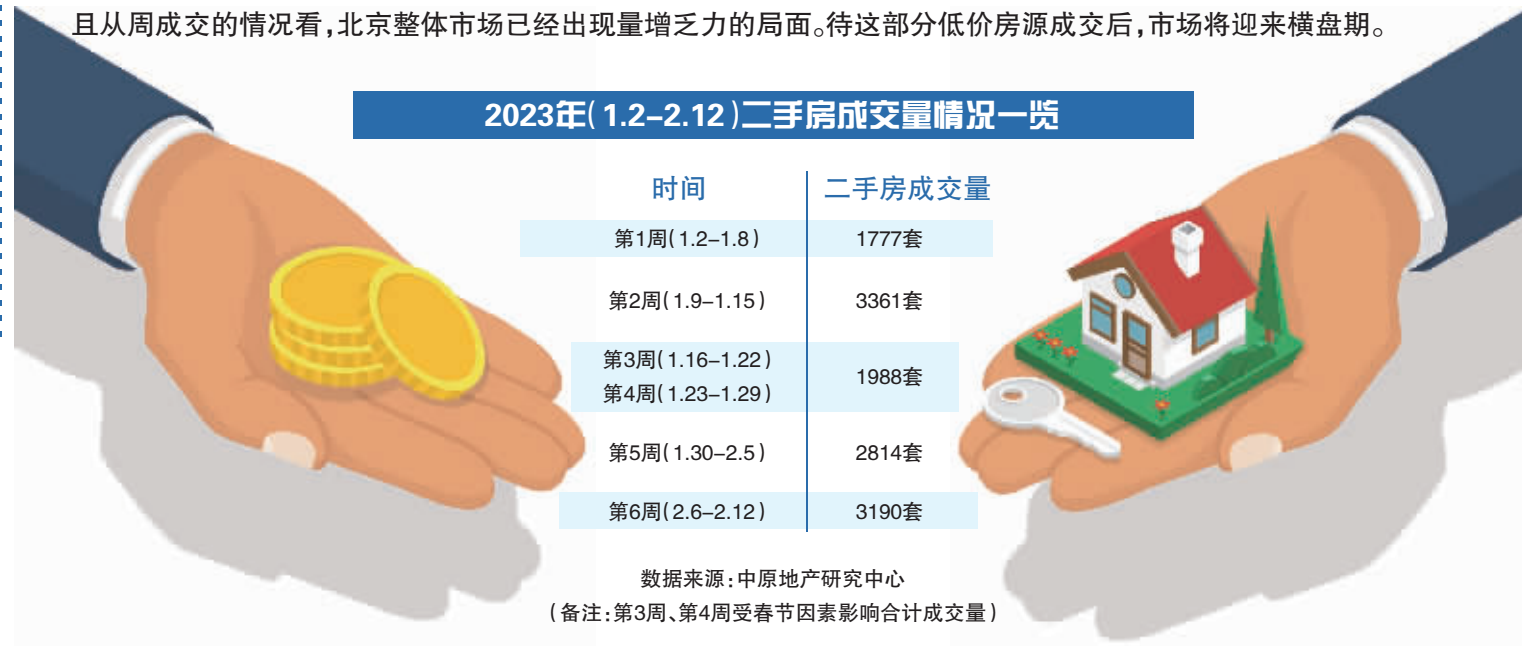 且从周成交的情况看,北京整体市场已经出现量增乏力的局面。待这部分低价房源成交后,市场将迎来横盘期。
2023年(1.2–2.12)二手房成交量情况一览
时间 二手房成交量
第1周(1.2–1.8) 1777套
第2周(1.9–1.15) 3361套
第3周(1.16–1.22)
第4周(1.23–1.29) 1988套
第5周(1.30–2.5) 2814套
第6周(2.6–2.12) 3190套
数据来源:中原地产研究中心
(备注:第3周、第4周受春节因素影响合计成交量)